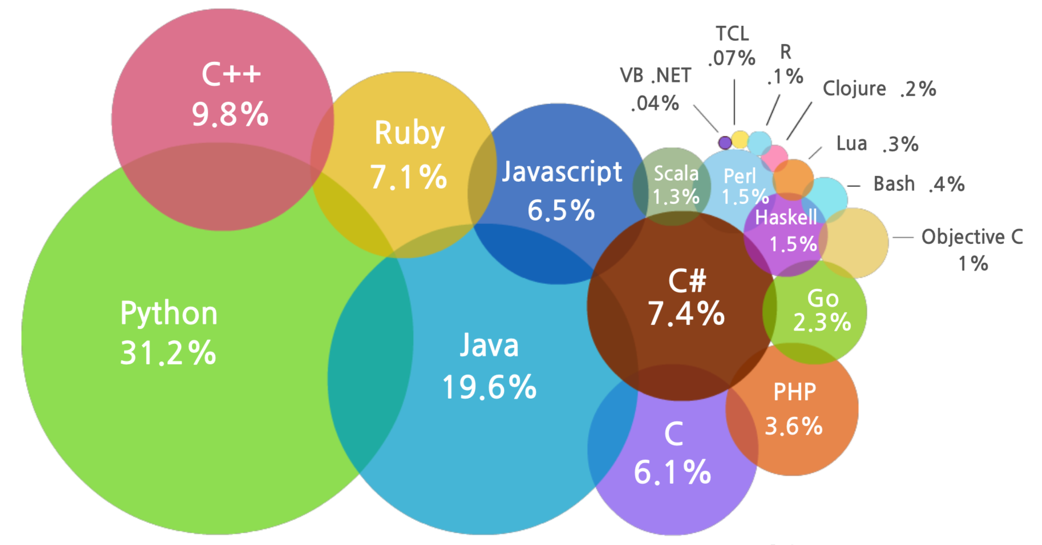 C++
9.8%
Ruby
7.1%
Javascript
6.5%
Python
31.2%
Java
19.6%
C#
7.4%
C
6.1%
Scala
1.3%
Perl
1.5%
Haskell
1.5%
Go
2.3%
PHP
3.6%
VB .NET
.04%
TCL
.07%
R
.1%
Clojure .2%
Lua .3%
Bash .4%
Objective C
1%